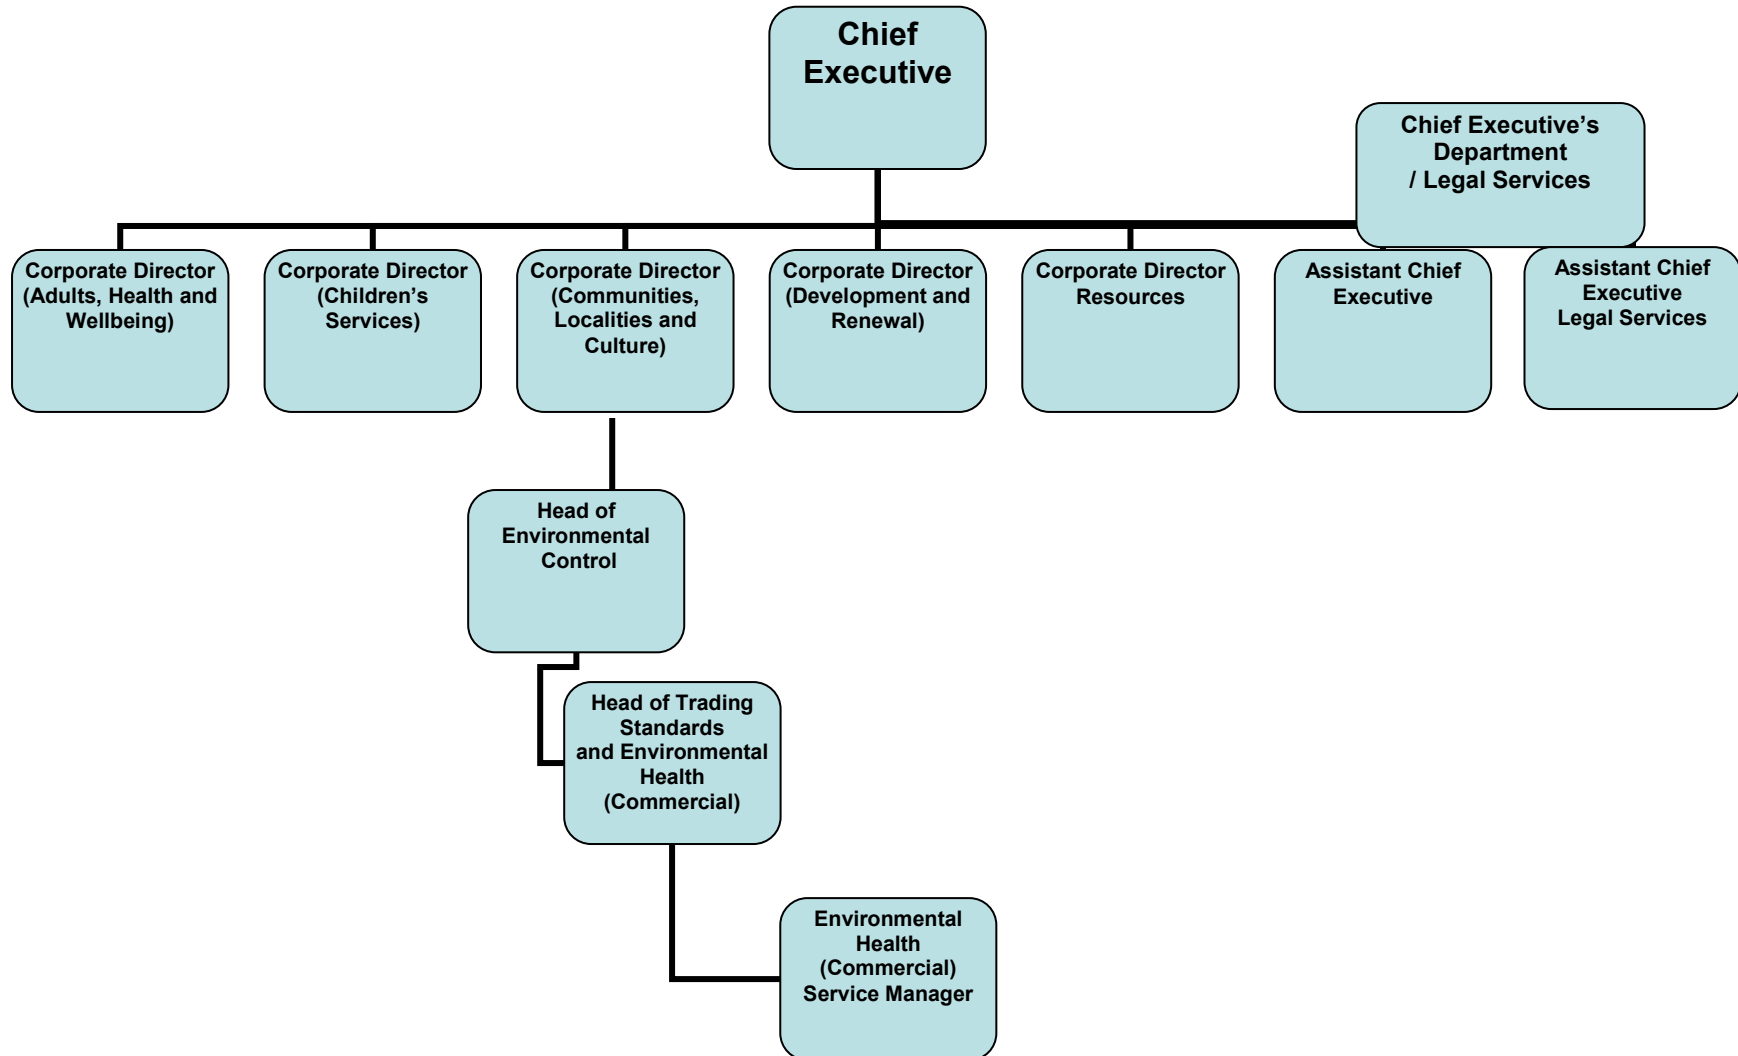 Chief
Executive
Chief Executive’s
Department
/ Legal Services
Corporate Director
(Adults, Health and
Wellbeing)
Corporate Director
(Children’s
Services)
Corporate Director
(Communities,
Localities and
Culture)
Corporate Director
(Development and
Renewal)
Corporate Director
Resources
Assistant Chief
Executive
Assistant Chief
Executive
Legal Services
Head of
Environmental
Control
Head of Trading
Standards
and Environmental
Health
(Commercial)
Environmental
Health
(Commercial)
Service Manager